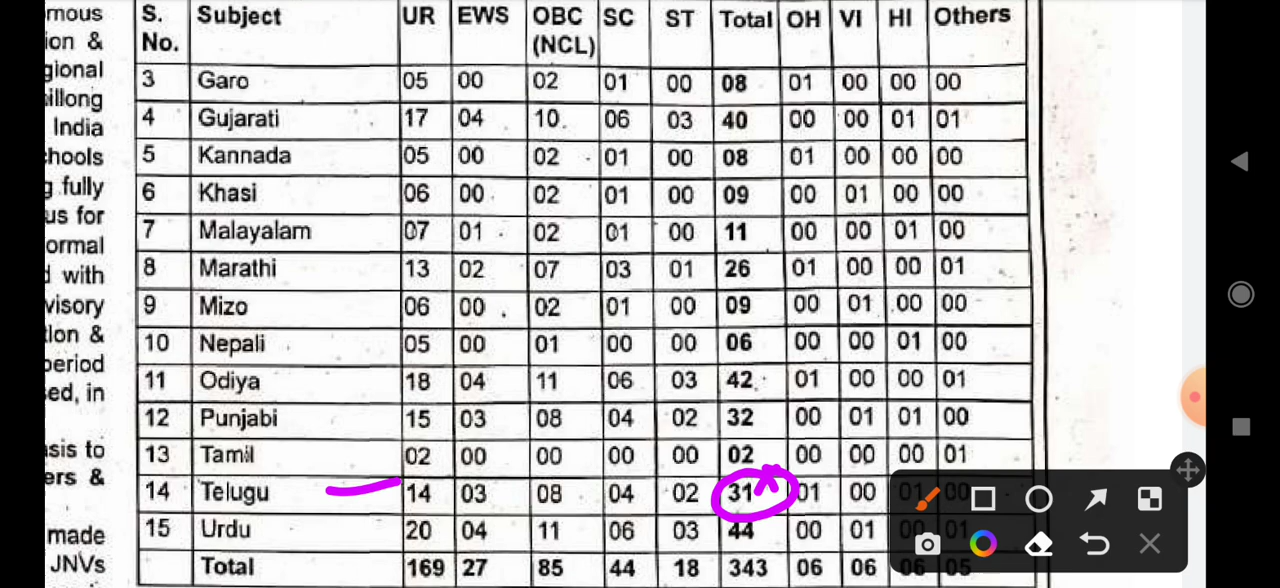 mous
ion &
gional
illong
India
hools
g fully
us for
ormal
d with
visory
tion &
period
ed, in
sis to
ers &
made
JNVs
S. No. Subject UR EWS OBC (NCL) SC ST Total OH VI HI Others
3 Garo 05 00 02 01 00 08 01 00 00 00
4 Gujarati 17 04 10 06 03 40 00 00 01 01
5 Kannada 05 00 02 01 00 08 01 00 00 00
6 Khasi 06 00 02 01 00 09 00 01 00 00
7 Malayalam 07 01 02 01 00 11 00 00 01 00
8 Marathi 13 02 07 03 01 26 01 00 00 01
9 Mizo 06 00 02 01 00 09 00 01 00 00
10 Nepali 05 00 01 00 00 06 00 00 01 00
11 Odiya 18 04 11 06 03 42 01 00 00 01
12 Punjabi 15 03 08 04 02 32 00 01 01 00
13 Tamil 02 00 00 00 00 02 00 00 00 01
14 Telugu 14 03 08 04 02 31 01 00 01 00
15 Urdu 20 04 11 06 03 44 00 01 00 01
Total 169 27 85 44 18 343 06 06 06 05